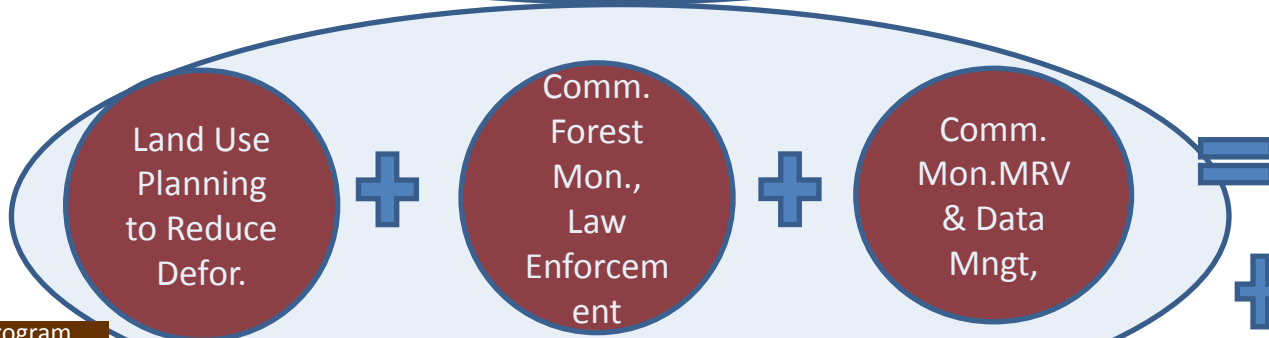 Land Use
Planning
to Reduce
Defor.
Comm.
Forest
Mon.,
Law
Enforcem
ent
Comm.
Mon.MRV
& Data
Mngt,